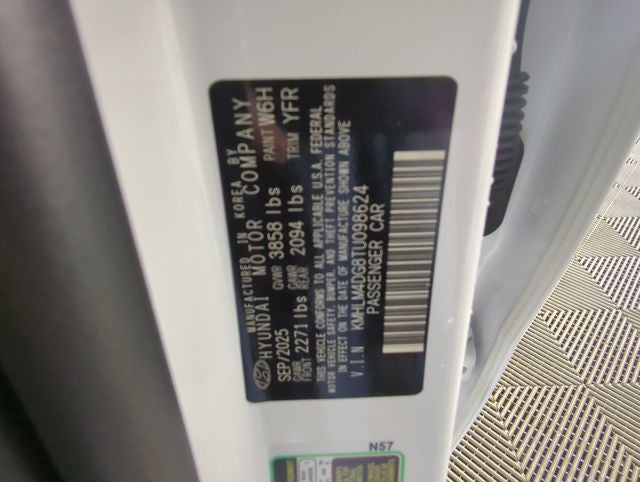 MANUFACTURED IN KOREA BY
HYUNDAI MOTOR COMPANY
SEP/2025 GVWR 3858 lbs PAINT W6H
GAWR FRONT 2271 lbs GAWR REAR 2094 lbs TRIM YFR
THIS VEHICLE CONFORMS TO ALL APPLICABLE U.S.A. FEDERAL
MOTOR VEHICLE SAFETY, BUMPER, AND THEFT PREVENTION STANDARDS
IN EFFECT ON THE DATE OF MANUFACTURE SHOWN ABOVE
V.I.N KMHLM4DG8TU098624
PASSENGER CAR
N57